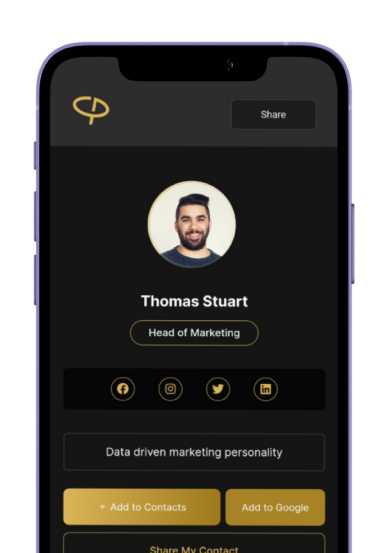 Share
Thomas Stuart
Head of Marketing
Data driven marketing personality
+ Add to Contacts
Add to Google
Share My Contact